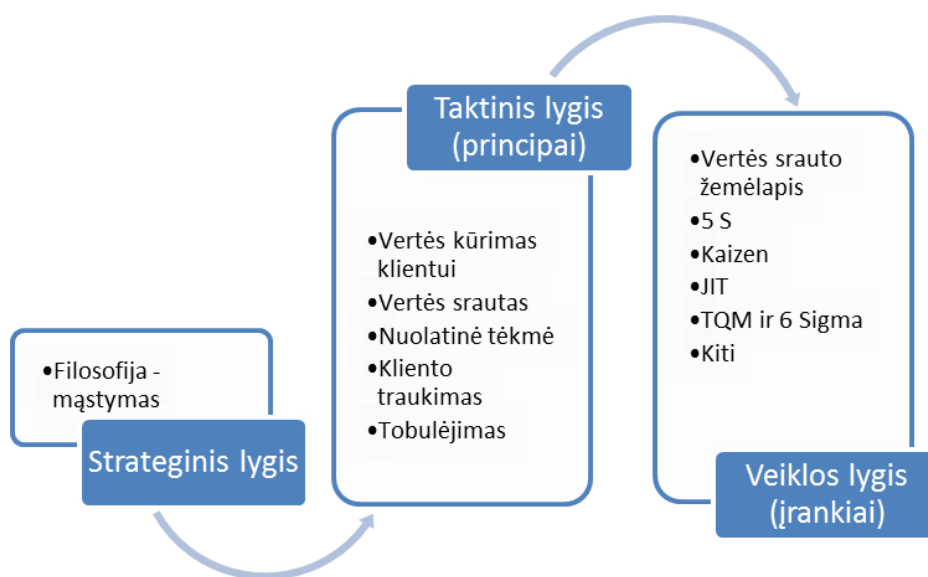 •Filosofija -
mąstymas
Strateginis lygis
Taktinis lygis
(principai)
•Vertės kūrimas
klientui
•Vertės srautas
•Nuolatinė tėkmė
•Kliento
traukimas
•Tobulėjimas
•Vertės srauto
žemėlapis
•5 S
•Kaizen
•JIT
•TQM ir 6 Sigma
•Kiti
Veiklos lygis
(įrankiai)